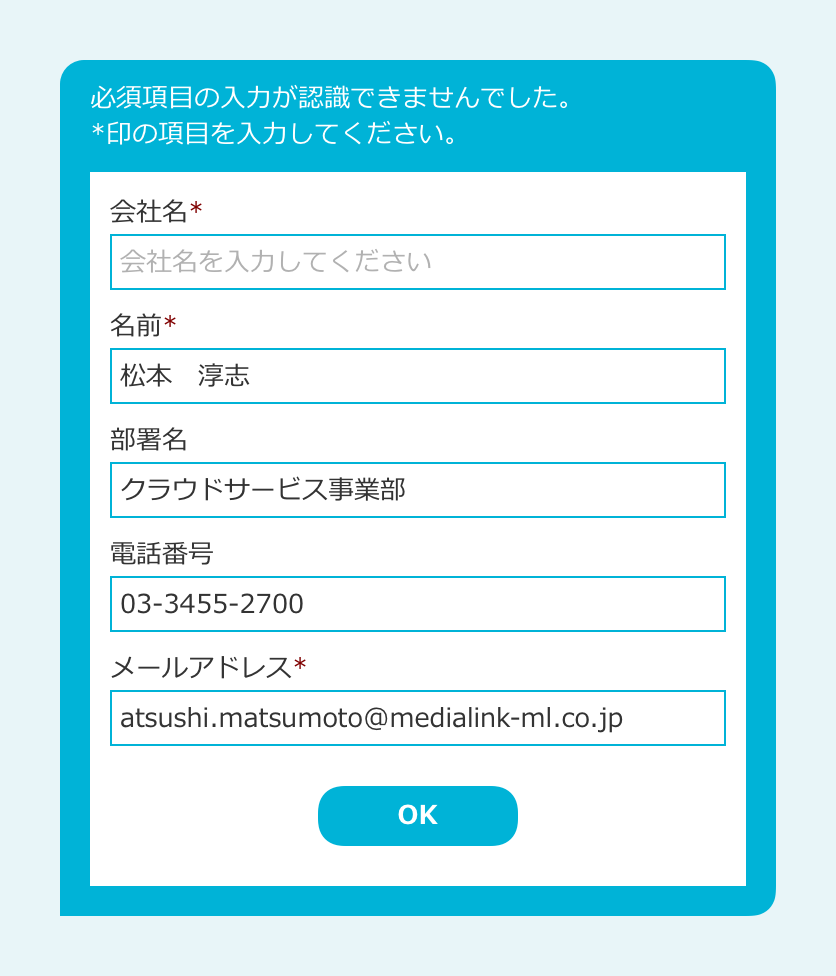 必須項目の入力が認識できませんでした。
*印の項目を入力してください。
会社名*
会社名を入力してください
名前*
松本　淳志
部署名
クラウドサービス事業部
電話番号
03-3455-2700
メールアドレス*
atsushi.matsumoto@medialink-ml.co.jp
OK